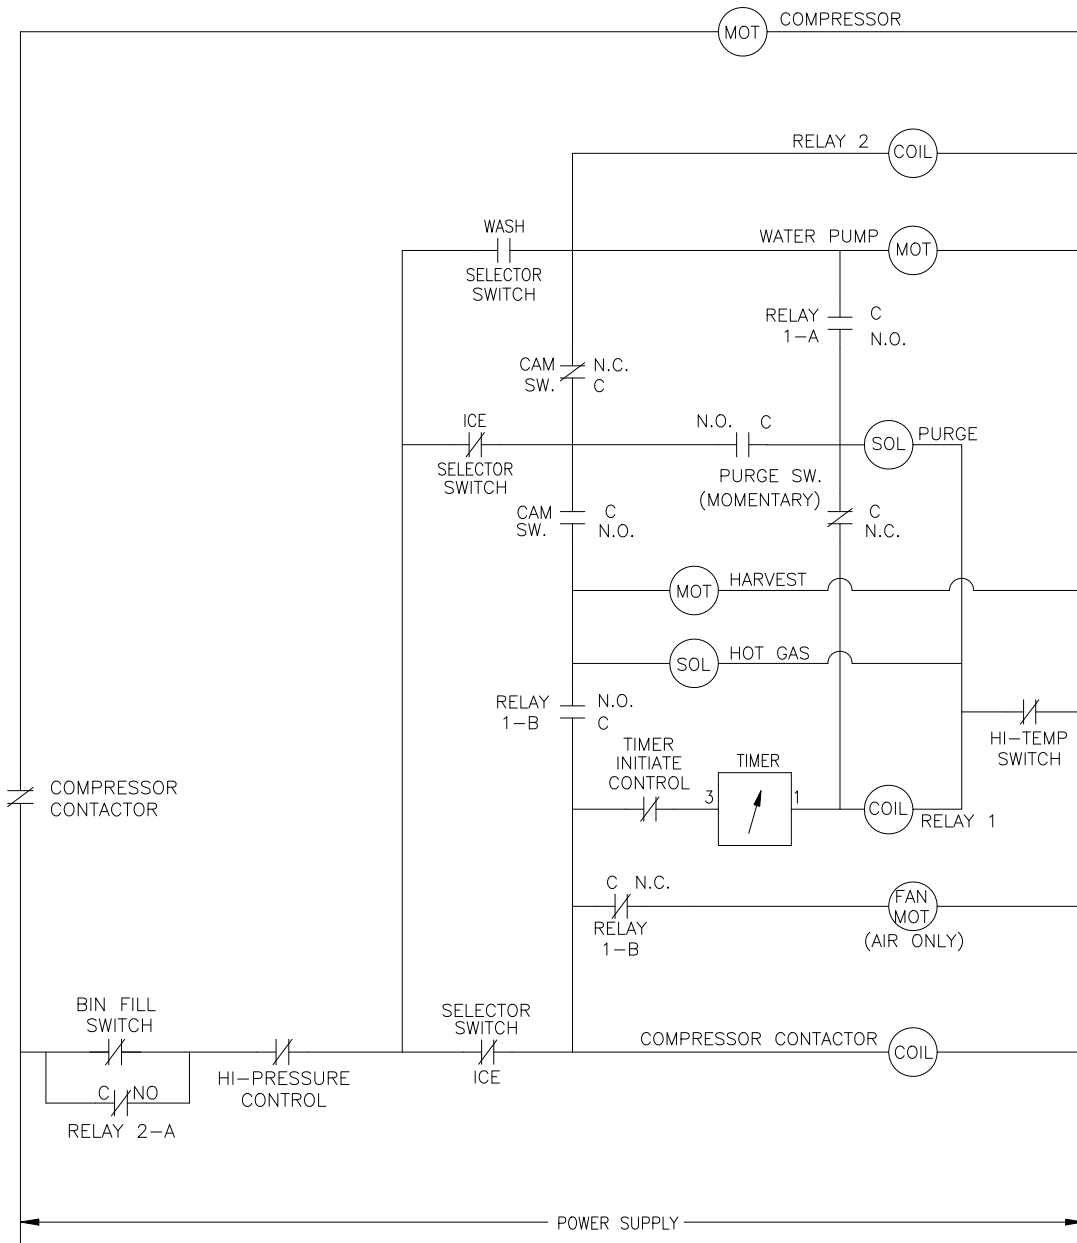 MOT COMPRESSOR
RELAY 2 COIL
WASH
SELECTOR
SWITCH
WATER PUMP MOT
RELAY
1-A
C
N.O.
CAM
SW.
N.C.
C
ICE
SELECTOR
SWITCH
N.O. C
PURGE SW.
(MOMENTARY)
SOL PURGE
CAM
SW.
C
N.O.
C
N.C.
MOT HARVEST
SOL HOT GAS
RELAY
1-B
N.O.
C
HI-TEMP
SWITCH
TIMER
INITIATE
CONTROL
TIMER
3 1
COIL RELAY 1
COMPRESSOR
CONTACTOR
C N.C.
RELAY
1-B
FAN
MOT
(AIR ONLY)
BIN FILL
SWITCH
C NO
RELAY 2-A
HI-PRESSURE
CONTROL
SELECTOR
SWITCH
ICE
COMPRESSOR CONTACTOR COIL
POWER SUPPLY